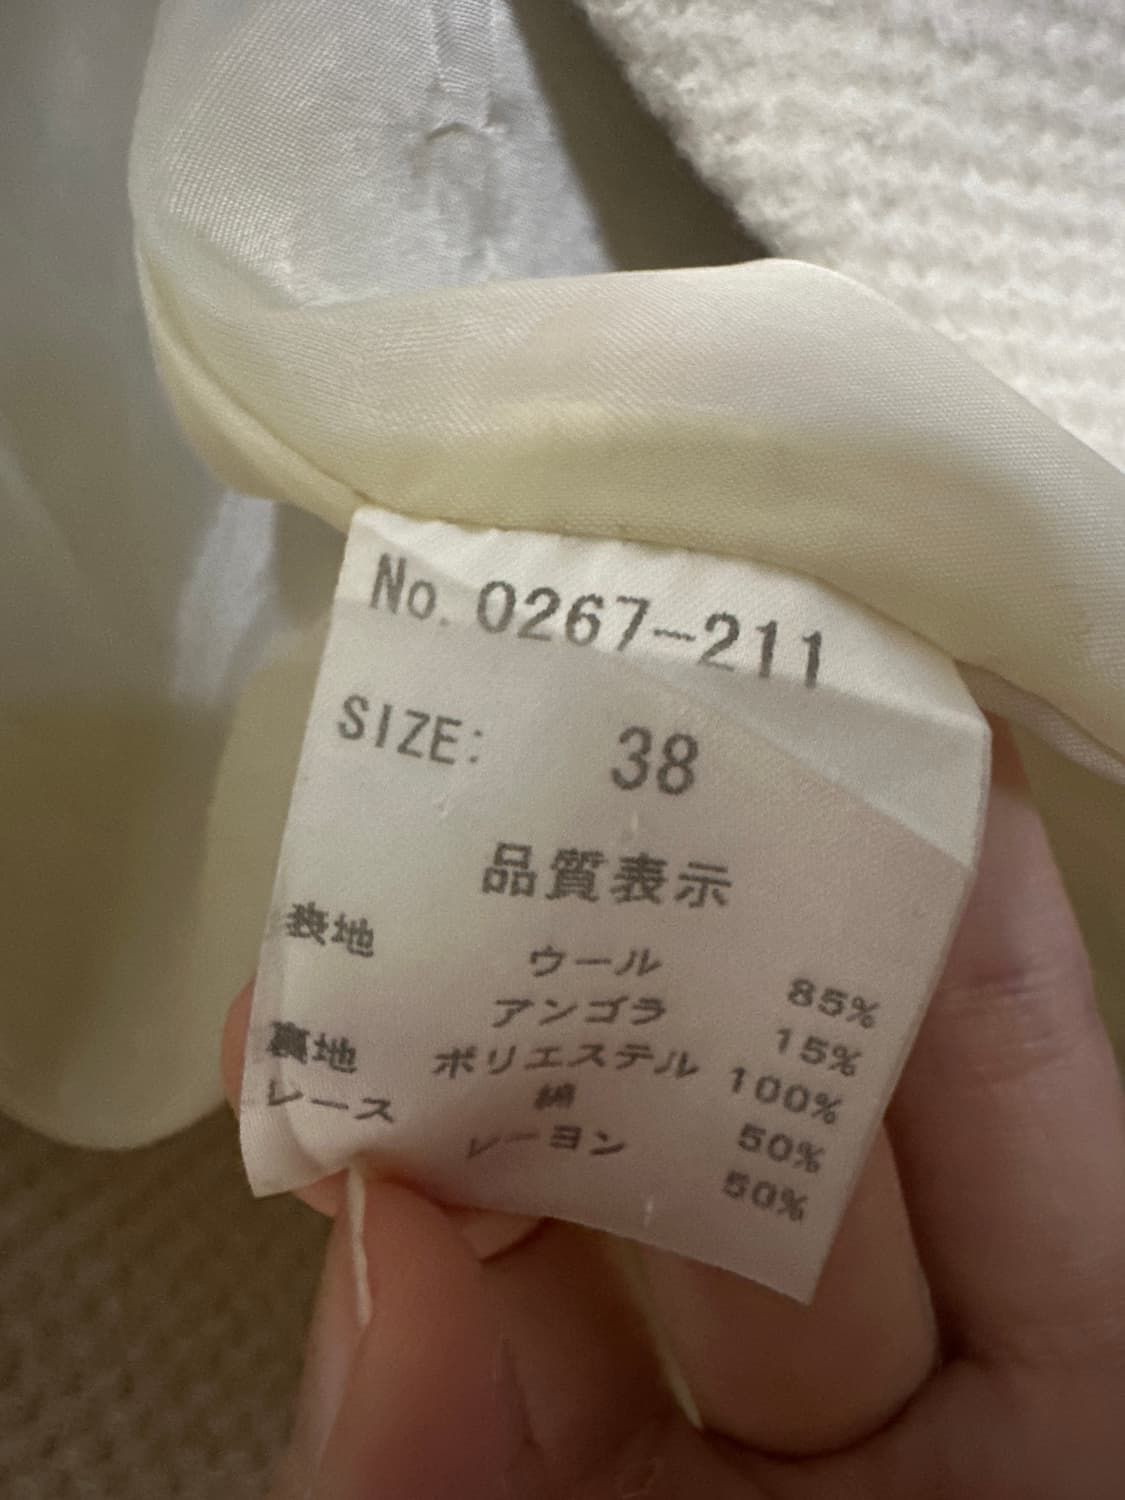 No. 0267-211
SIZE: 38
品質表示
表地 ウール 85%
アンゴラ 15%
裏地 ポリエステル 100%
レース 綿 50%
レーヨン 50%